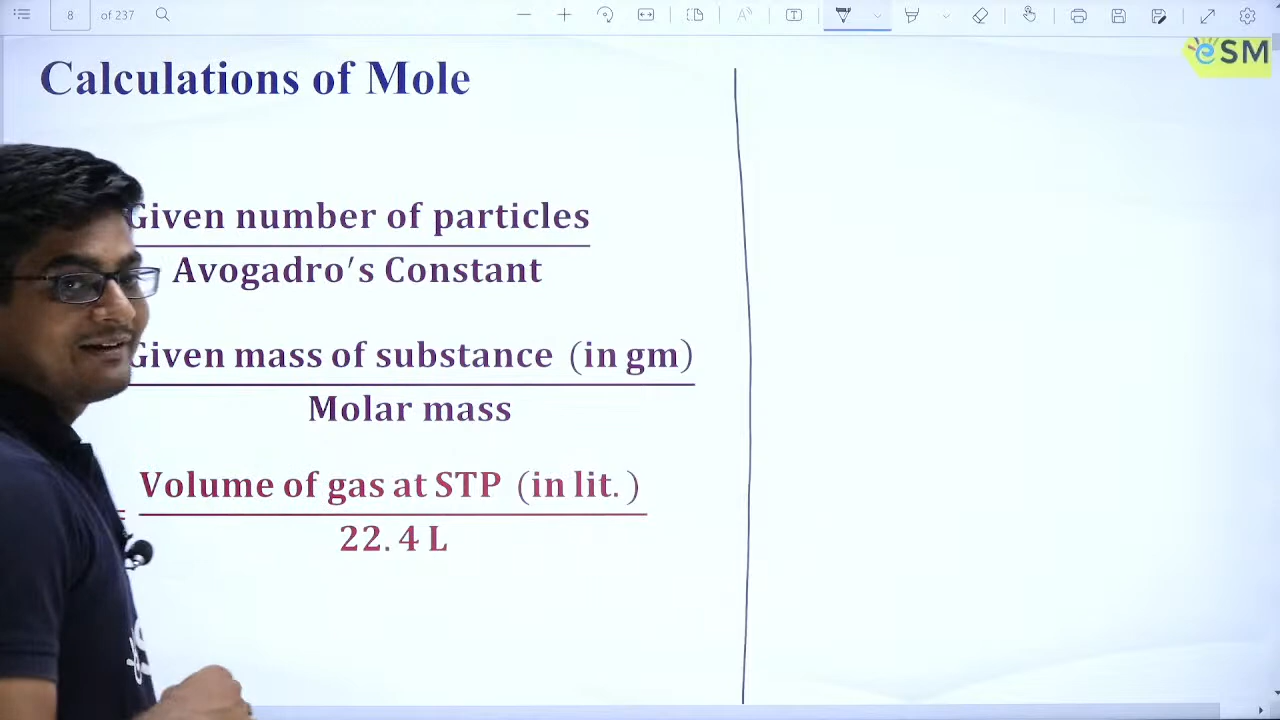 8 of 237
eSM
Calculations of Mole
Given number of particles
Avogadro's Constant
Given mass of substance (in gm)
Molar mass
= Volume of gas at STP (in lit. )
22.4 L